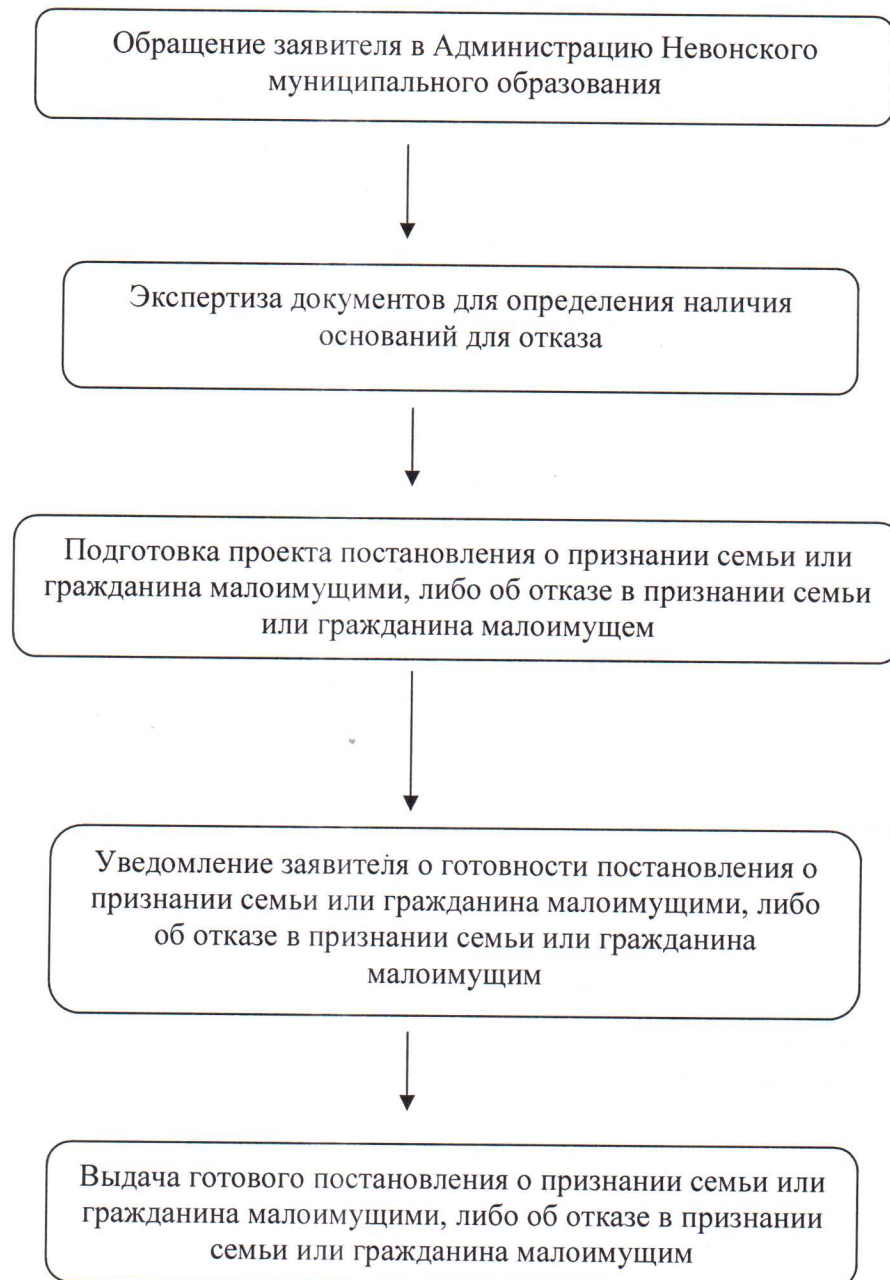 Обращение заявителя в Администрацию Невонского
муниципального образования
Экспертиза документов для определения наличия
оснований для отказа
Подготовка проекта постановления о признании семьи или
гражданина малоимущими, либо об отказе в признании семьи
или гражданина малоимущем
Уведомление заявителя о готовности постановления о
признании семьи или гражданина малоимущими, либо
об отказе в признании семьи или гражданина
малоимущим
Выдача готового постановления о признании семьи или
гражданина малоимущими, либо об отказе в признании
семьи или гражданина малоимущим